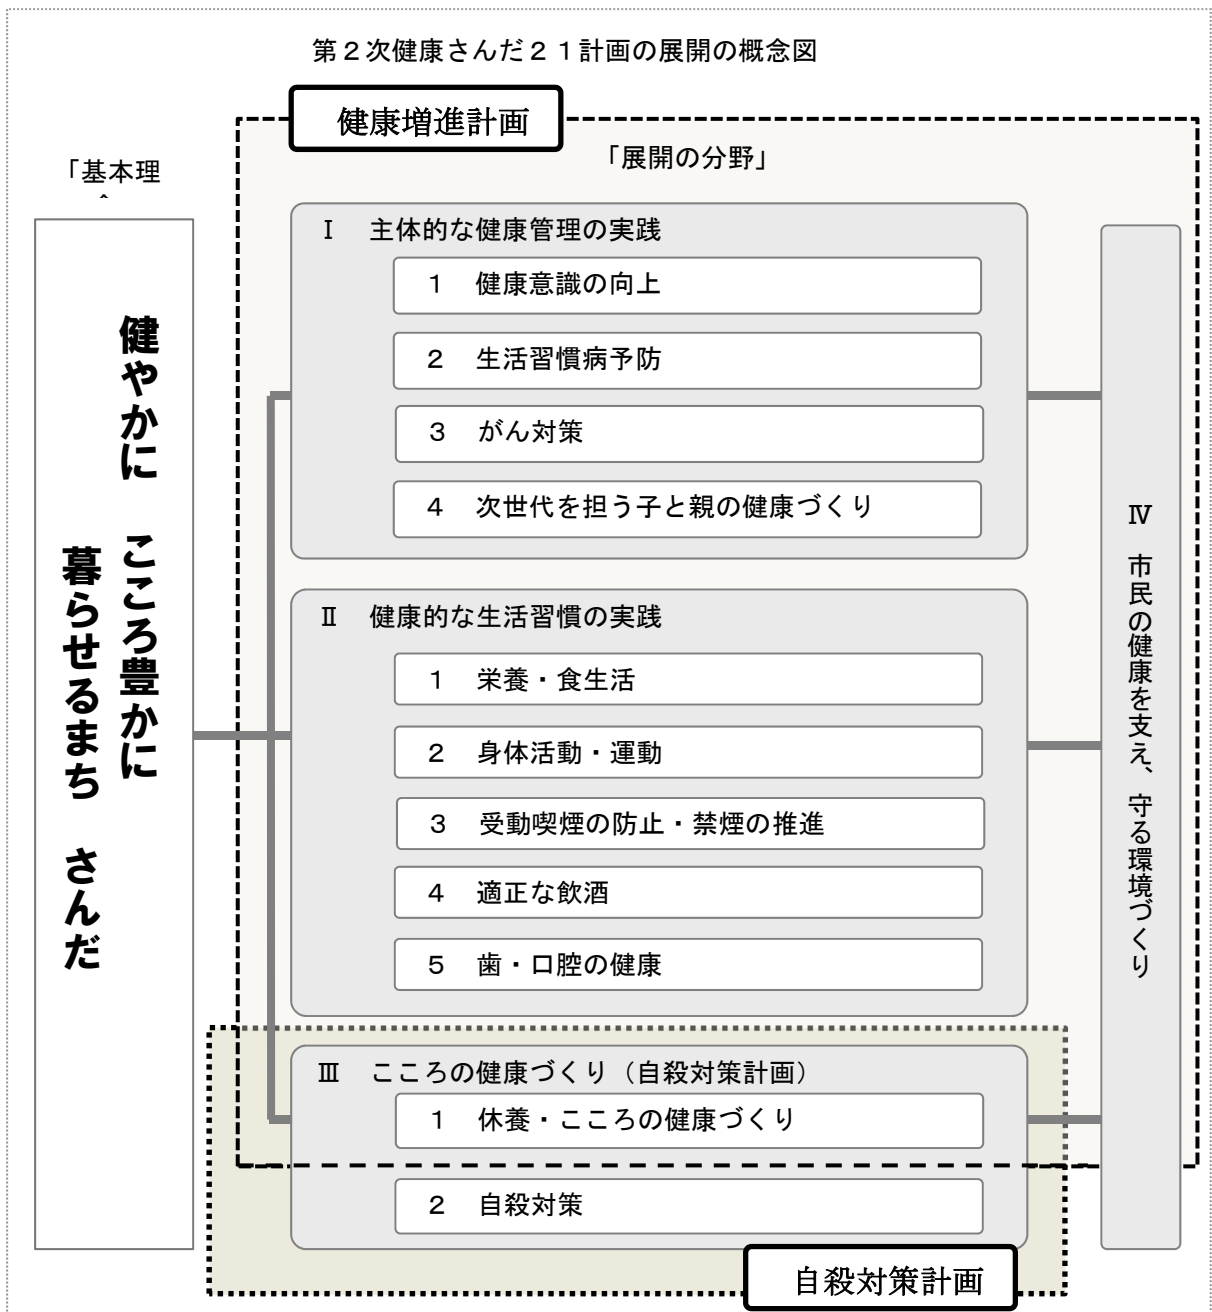 第２次健康さんだ２１計画の展開の概念図
健康増進計画
「展開の分野」
「基本理
健やかに　こころ豊かに
暮らせるまち　さんだ
Ⅰ　主体的な健康管理の実践
１　健康意識の向上
２　生活習慣病予防
３　がん対策
４　次世代を担う子と親の健康づくり
Ⅱ　健康的な生活習慣の実践
１　栄養・食生活
２　身体活動・運動
３　受動喫煙の防止・禁煙の推進
４　適正な飲酒
５　歯・口腔の健康
Ⅲ　こころの健康づくり（自殺対策計画）
１　休養・こころの健康づくり
２　自殺対策
Ⅳ　市民の健康を支え、守る環境づくり
自殺対策計画